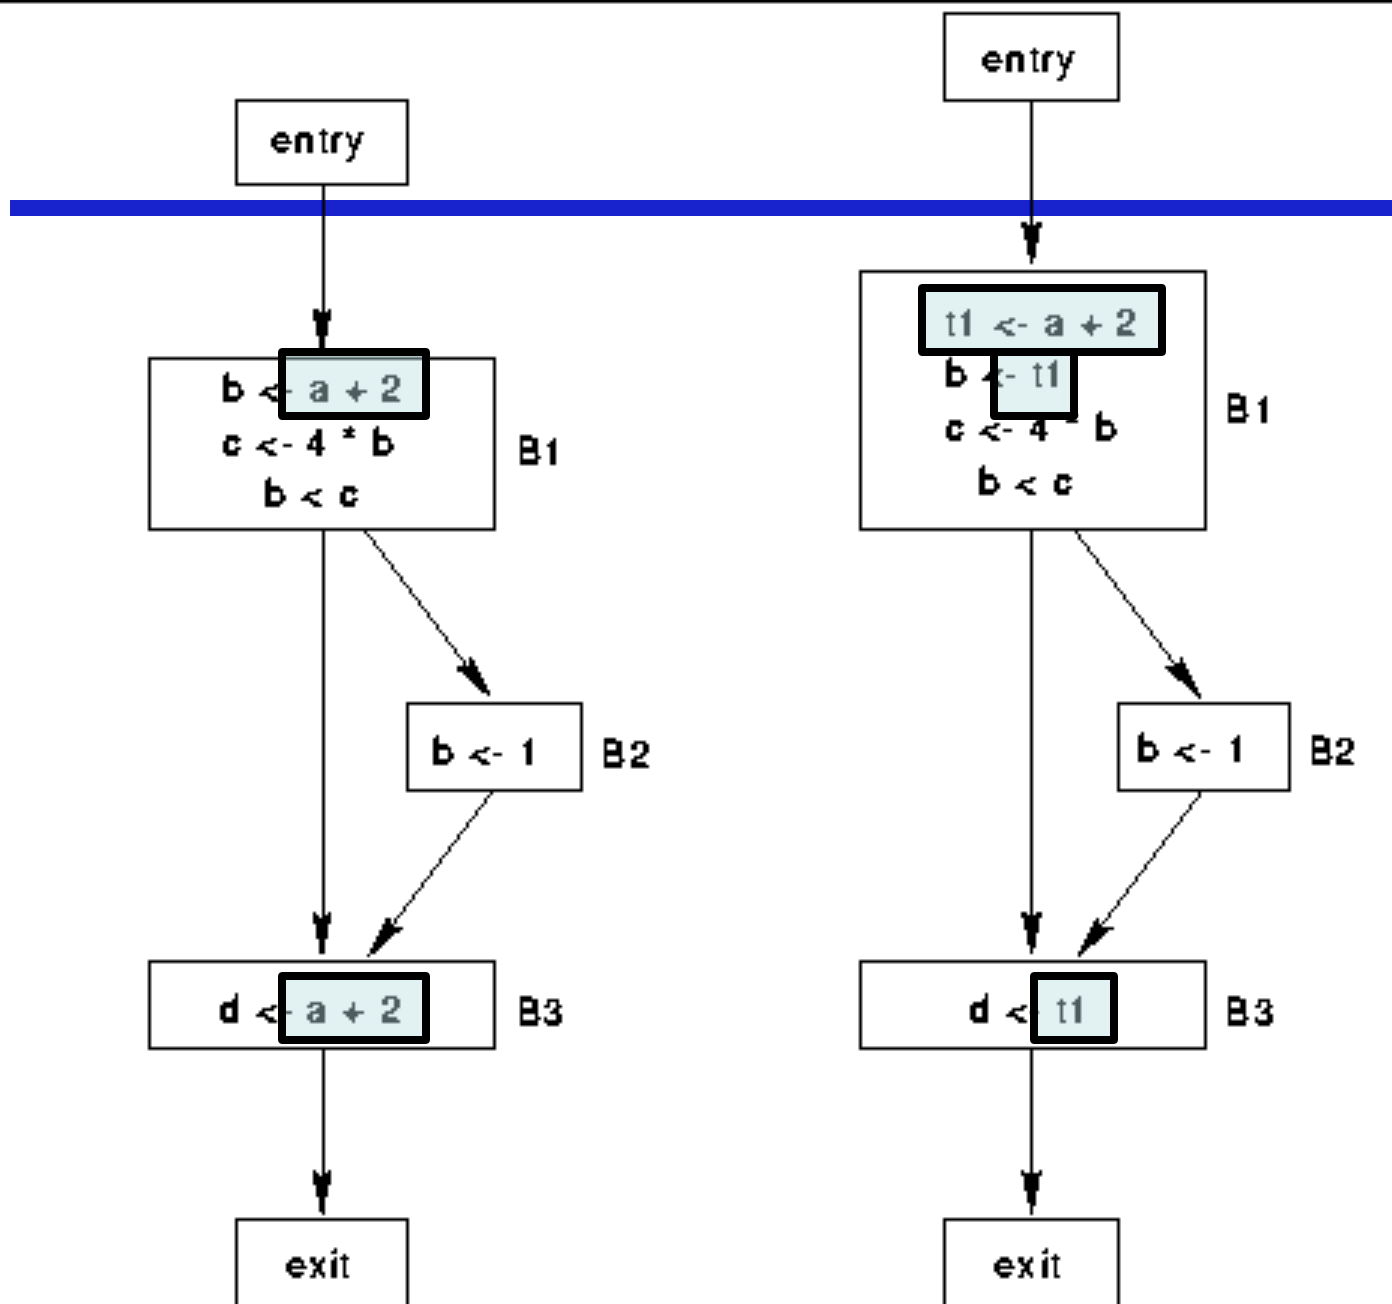 entry
b <- a + 2
c <- 4 * b
b < c
B1
b <- 1
B2
d <- a + 2
B3
exit
entry
t1 <- a + 2
b <- t1
c <- 4 * b
b < c
B1
b <- 1
B2
d <- t1
B3
exit